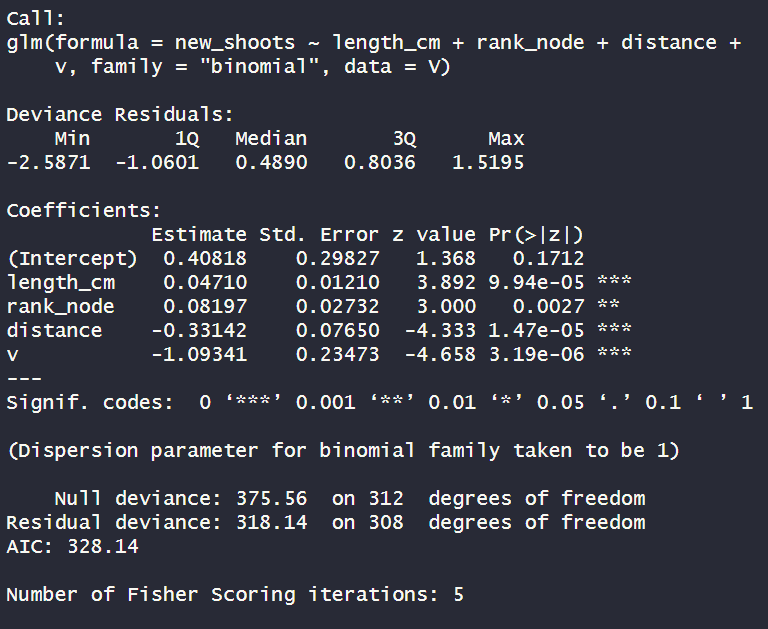 Call:
glm(formula = new_shoots ~ length_cm + rank_node + distance +
    v, family = "binomial", data = V)

Deviance Residuals:
    Min       1Q   Median       3Q      Max
-2.5871  -1.0601   0.4890   0.8036   1.5195

Coefficients:
            Estimate Std. Error z value Pr(>|z|)
(Intercept)  0.40818    0.29827   1.368   0.1712
length_cm    0.04710    0.01210   3.892 9.94e-05 ***
rank_node    0.08197    0.02732   3.000   0.0027 **
distance    -0.33142    0.07650  -4.333 1.47e-05 ***
v           -1.09341    0.23473  -4.658 3.19e-06 ***
---
Signif. codes:  0 ‘***’ 0.001 ‘**’ 0.01 ‘*’ 0.05 ‘.’ 0.1 ‘ ’ 1

(Dispersion parameter for binomial family taken to be 1)

    Null deviance: 375.56  on 312  degrees of freedom
Residual deviance: 318.14  on 308  degrees of freedom
AIC: 328.14

Number of Fisher Scoring iterations: 5